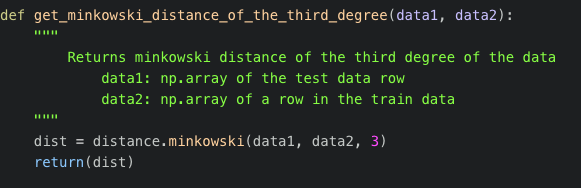 def get_minkowski_distance_of_the_third_degree(data1, data2):
    """
        Returns minkowski distance of the third degree of the data
            data1: np.array of the test data row
            data2: np.array of a row in the train data
    """
    dist = distance.minkowski(data1, data2, 3)
    return(dist)